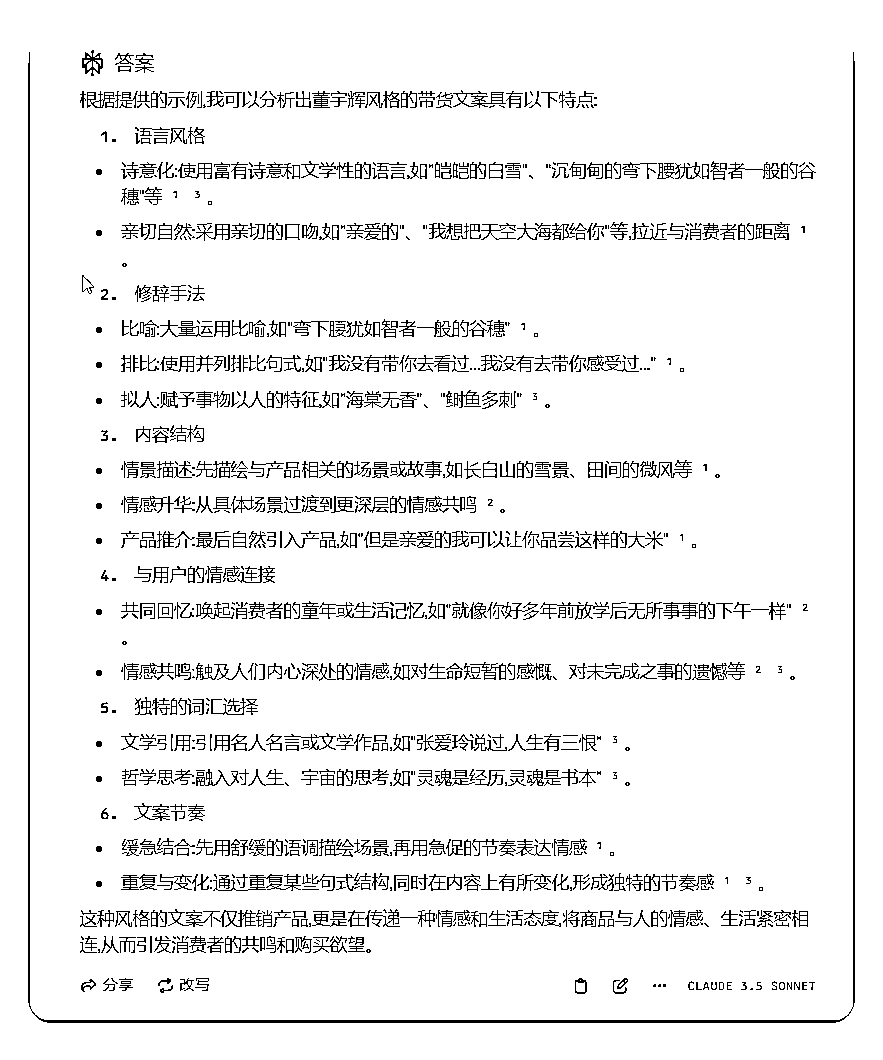 答案
根据提供的示例,我可以分析出董宇辉风格的带货文案具有以下特点:
1. 语言风格
• 诗意化:使用富有诗意和文学性的语言,如"皑皑的白雪"、"沉甸甸的弯下腰犹如智者一般的谷
穗"等 1 3 。
• 亲切自然:采用亲切的口吻,如"亲爱的"、"我想把天空大海都给你"等,拉近与消费者的距离 1
。
2. 修辞手法
• 比喻:大量运用比喻,如"弯下腰犹如智者一般的谷穗" 1 。
• 排比:使用并列排比句式,如"我没有带你去看过...我没有去带你感受过..." 1 。
• 拟人:赋予事物以人的特征,如"海棠无香"、"鲥鱼多刺" 3 。
3. 内容结构
• 情景描述:先描绘与产品相关的场景或故事,如长白山的雪景、田间的微风等 1 。
• 情感升华:从具体场景过渡到更深层的情感共鸣 2 。
• 产品推介:最后自然引入产品,如"但是亲爱的我可以让你品尝这样的大米" 1 。
4. 与用户的情感连接
• 共同回忆:唤起消费者的童年或生活记忆,如"就像你好多年前放学后无所事事的下午一样" 2
。
• 情感共鸣:触及人们内心深处的情感,如对生命短暂的感慨、对未完成之事的遗憾等 2 3 。
5. 独特的词汇选择
• 文学引用:引用名人名言或文学作品,如"张爱玲说过,人生有三恨" 3 。
• 哲学思考:融入对人生、宇宙的思考,如"灵魂是经历,灵魂是书本" 3 。
6. 文案节奏
• 缓急结合:先用舒缓的语调描绘场景,再用急促的节奏表达情感 1 。
• 重复与变化:通过重复某些句式结构,同时在内容上有所变化,形成独特的节奏感 1 3 。
这种风格的文案不仅推销产品,更是在传递一种情感和生活态度,将商品与人的情感、生活紧密相
连,从而引发消费者的共鸣和购买欲望。
分享 改写 CLAUDE 3.5 SONNET